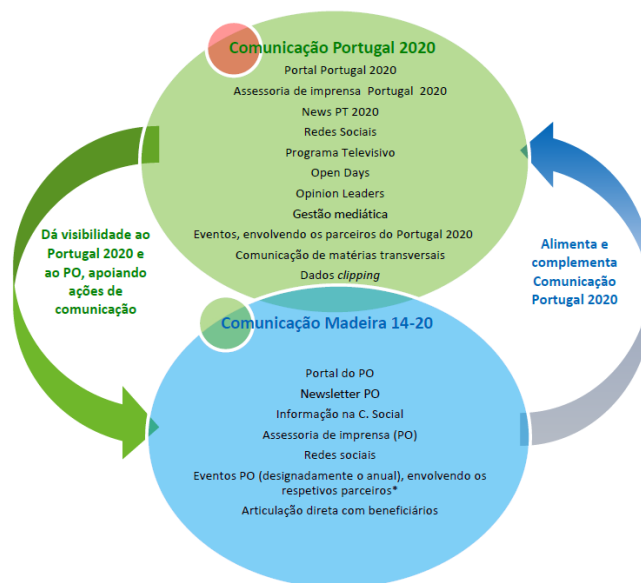 Comunicação Portugal 2020
Portal Portugal 2020
Assessoria de imprensa Portugal 2020
News PT 2020
Redes Sociais
Programa Televisivo
Open Days
Opinion Leaders
Gestão mediática
Eventos, envolvendo os parceiros do Portugal 2020
Comunicação de matérias transversais
Dados clipping
Dá visibilidade ao
Portugal 2020 e
ao PO, apoiando
ações de
comunicação
Alimenta e
complementa
Comunicação
Portugal 2020
Comunicação Madeira 14-20
Portal do PO
Newsletter PO
Informação na C. Social
Assessoria de imprensa (PO)
Redes sociais
Eventos PO (designadamente o anual), envolvendo os
respetivos parceiros*
Articulação direta com beneficiários